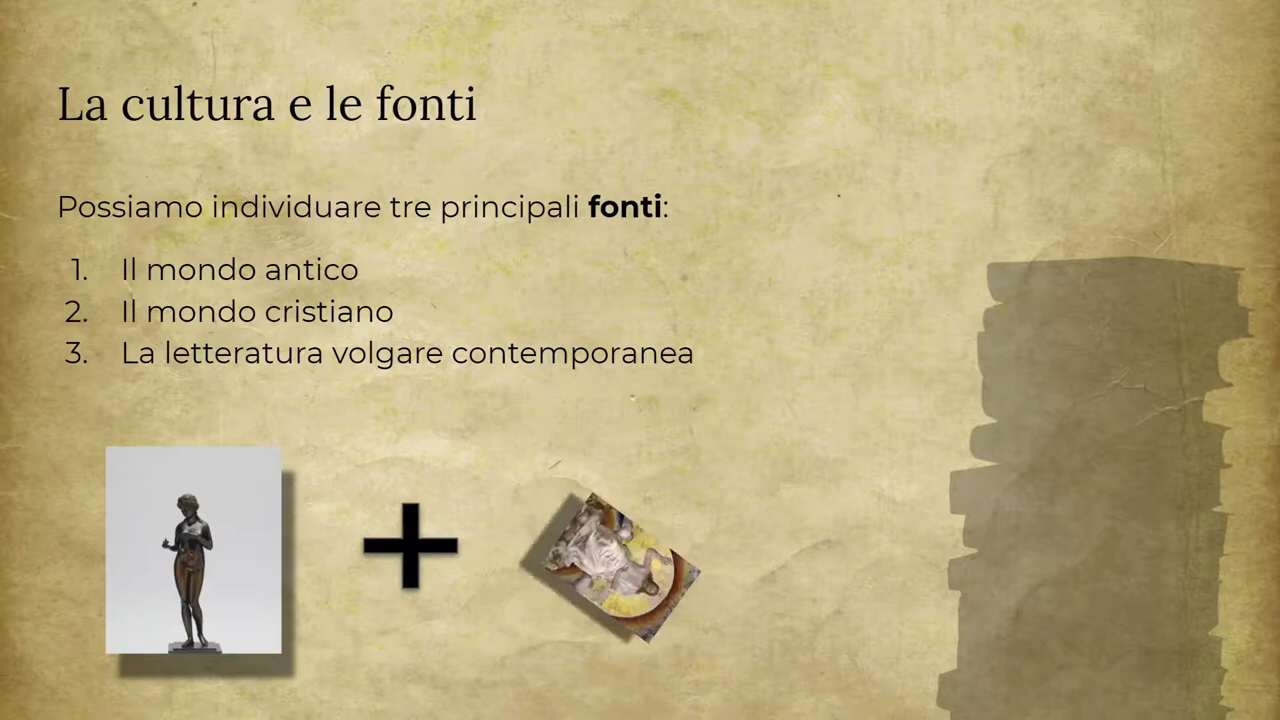 La cultura e le fonti
Possiamo individuare tre principali fonti:
1. Il mondo antico
2. Il mondo cristiano
3. La letteratura volgare contemporanea